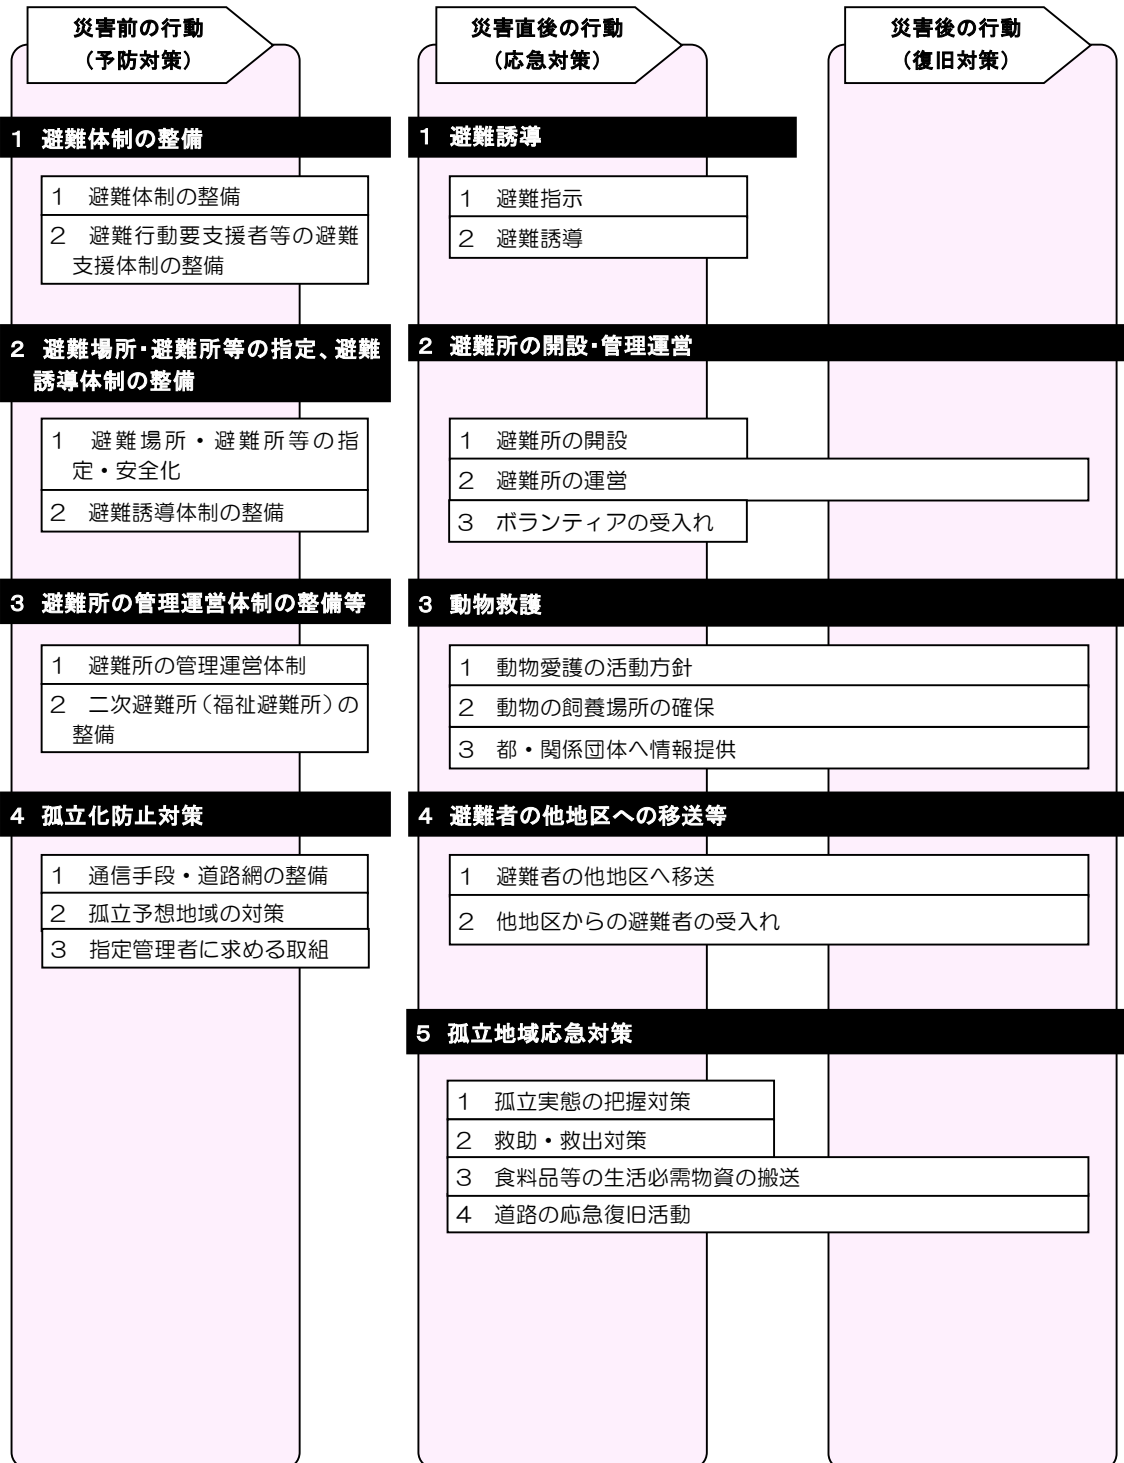 災害前の行動
（予防対策）
災害直後の行動
（応急対策）
災害後の行動
（復旧対策）
1 避難体制の整備
1 避難体制の整備
2 避難行動要支援者等の避難
支援体制の整備
2 避難場所・避難所等の指定、避難
誘導体制の整備
1 避難場所・避難所等の指
定・安全化
2 避難誘導体制の整備
3 避難所の管理運営体制の整備等
1 避難所の管理運営体制
2 二次避難所（福祉避難所）の
整備
4 孤立化防止対策
1 通信手段・道路網の整備
2 孤立予想地域の対策
3 指定管理者に求める取組
1 避難誘導
1 避難指示
2 避難誘導
2 避難所の開設・管理運営
1 避難所の開設
2 避難所の運営
3 ボランティアの受入れ
3 動物救護
1 動物愛護の活動方針
2 動物の飼養場所の確保
3 都・関係団体へ情報提供
4 避難者の他地区への移送等
1 避難者の他地区へ移送
2 他地区からの避難者の受入れ
5 孤立地域応急対策
1 孤立実態の把握対策
2 救助・救出対策
3 食料品等の生活必需物資の搬送
4 道路の応急復旧活動